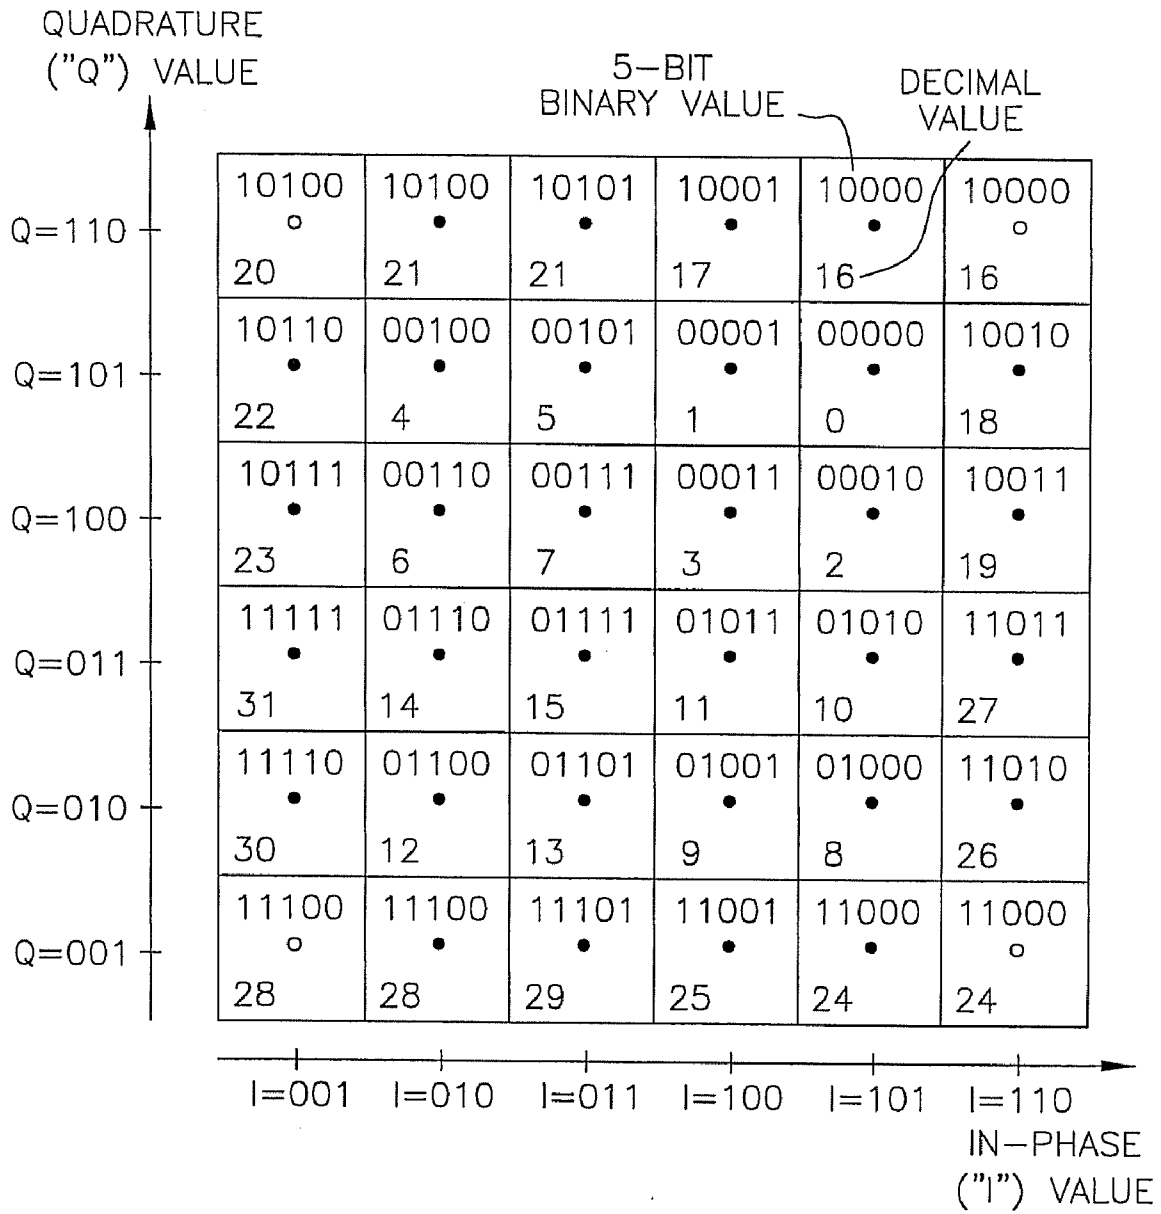 QUADRATURE
("Q") VALUE
5-BIT
BINARY VALUE
DECIMAL
VALUE
Q=110
10100 10100 10101 10001 10000 10000
20 21 21 17 16 16
Q=101
10110 00100 00101 00001 00000 10010
22 4 5 1 0 18
Q=100
10111 00110 00111 00011 00010 10011
23 6 7 3 2 19
Q=011
11111 01110 01111 01011 01010 11011
31 14 15 11 10 27
Q=010
11110 01100 01101 01001 01000 11010
30 12 13 9 8 26
Q=001
11100 11100 11101 11001 11000 11000
28 28 29 25 24 24
I=001 I=010 I=011 I=100 I=101 I=110
IN-PHASE
("I") VALUE